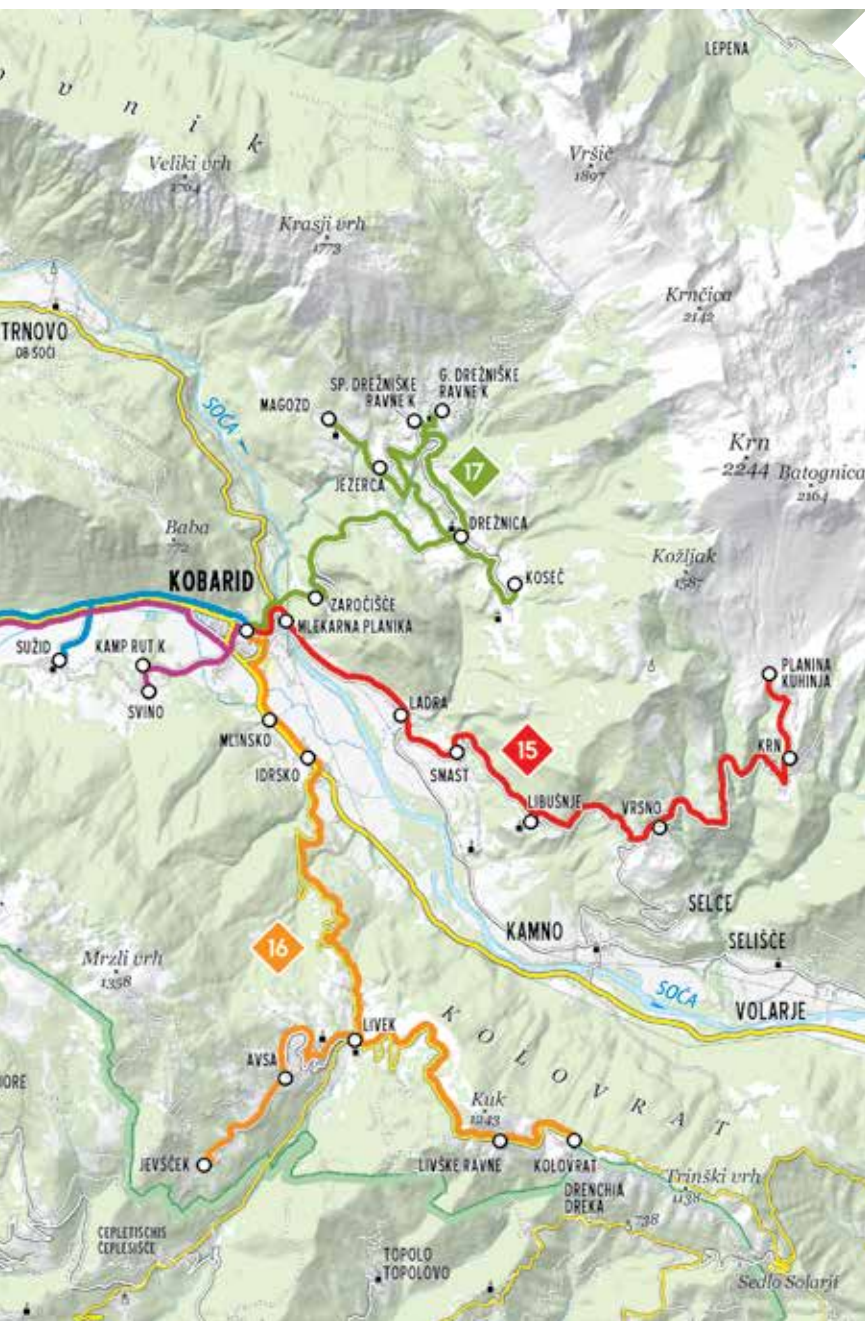 LEPENA
o v n i k
Veliki vrh
1764
Vršič
1897
Krasji vrh
1773
Krnčica
2142
TRNOVO
OB SOČI
SOČA
MAGOZD
SP. DREŽNIŠKE
RAVNE K
G. DREŽNIŠKE
RAVNE K
JEZERCA
17
Krn
2244
Batognica
2164
DREŽNICA
Baba
772
KOBARID
KOSEČ
Kožljak
1587
ZAROČIŠČE
MLEKARNA PLANIKA
SUŽID
KAMP RUT K
SVINO
PLANINA
KUHINJA
LADRA
MLINSKO
IDRSKO
SMAST
15
KRN
LIBUŠNJE
VRSNO
SELCE
16
KAMNO
SELIŠČE
Mrzli vrh
1358
SOČA
VOLARJE
KOLOVRAT
LIVEK
AVSA
JORE
Kuk
1243
JEVŠČEK
LIVŠKE RAVNE
KOLOVRAT
DRENCHIA
DREKA
Trinški vrh
1138
738
CEPLETISCHIS
ČEPLESIŠČE
TOPOLO
TOPOLOVO
Sedlo Solarji